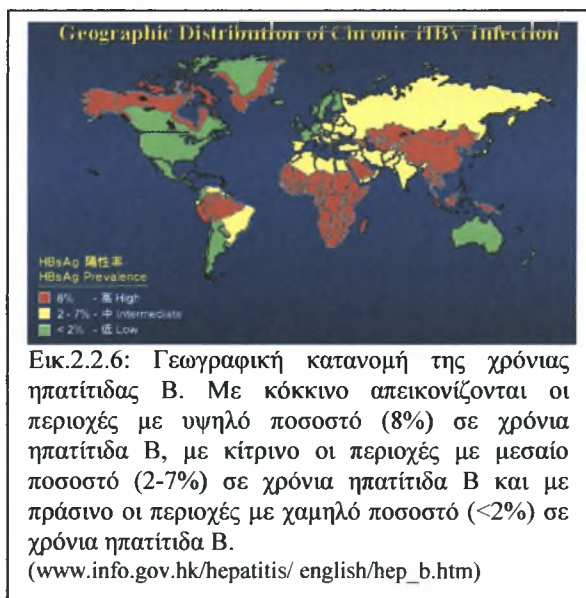 Geographic Distribution of Chronic HBV Infection
HBsAg 陽性率
HBsAg Prevalence
8% - 高 High
2 - 7% - 中 Intermediate
< 2% - 低 Low
Εικ.2.2.6: Γεωγραφική κατανομή της χρόνιας
ηπατίτιδας Β. Με κόκκινο απεικονίζονται οι
περιοχές με υψηλό ποσοστό (8%) σε χρόνια
ηπατίτιδα Β, με κίτρινο οι περιοχές με μεσαίο
ποσοστό (2-7%) σε χρόνια ηπατίτιδα Β και με
πράσινο οι περιοχές με χαμηλό ποσοστό (<2%) σε
χρόνια ηπατίτιδα Β.
(www.info.gov.hk/hepatitis/ english/hep_b.htm)